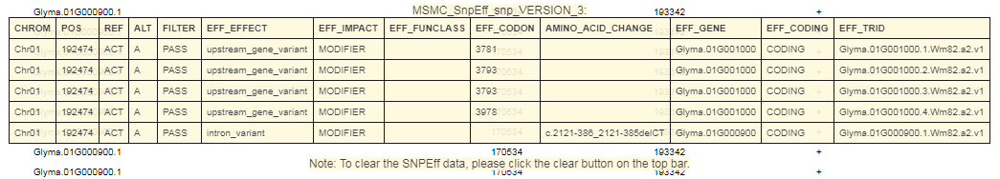 Glyma.01G000900.1 MSMC_SnpEff_snp_VERSION_3: 193342 +
CHROM POS REF ALT FILTER EFF_EFFECT EFF_IMPACT EFF_FUNCLASS EFF_CODON AMINO_ACID_CHANGE EFF_GENE EFF_CODING EFF_TRID
Chr01 192474 ACT A PASS upstream_gene_variant MODIFIER 3781 Glyma.01G001000 CODING Glyma.01G001000.1.Wm82.a2.v1
Chr01 192474 ACT A PASS upstream_gene_variant MODIFIER 3793 Glyma.01G001000 CODING Glyma.01G001000.2.Wm82.a2.v1
Chr01 192474 ACT A PASS upstream_gene_variant MODIFIER 3793 Glyma.01G001000 CODING Glyma.01G001000.3.Wm82.a2.v1
Chr01 192474 ACT A PASS upstream_gene_variant MODIFIER 3978 Glyma.01G001000 CODING Glyma.01G001000.4.Wm82.a2.v1
Chr01 192474 ACT A PASS intron_variant MODIFIER c.2121-386_2121-385delCT Glyma.01G000900 CODING Glyma.01G000900.1.Wm82.a2.v1
Glyma.01G000900.1 170534 193342 +
Note: To clear the SNPEff data, please click the clear button on the top bar.
Glyma.01G000900.1 170534 193342 +